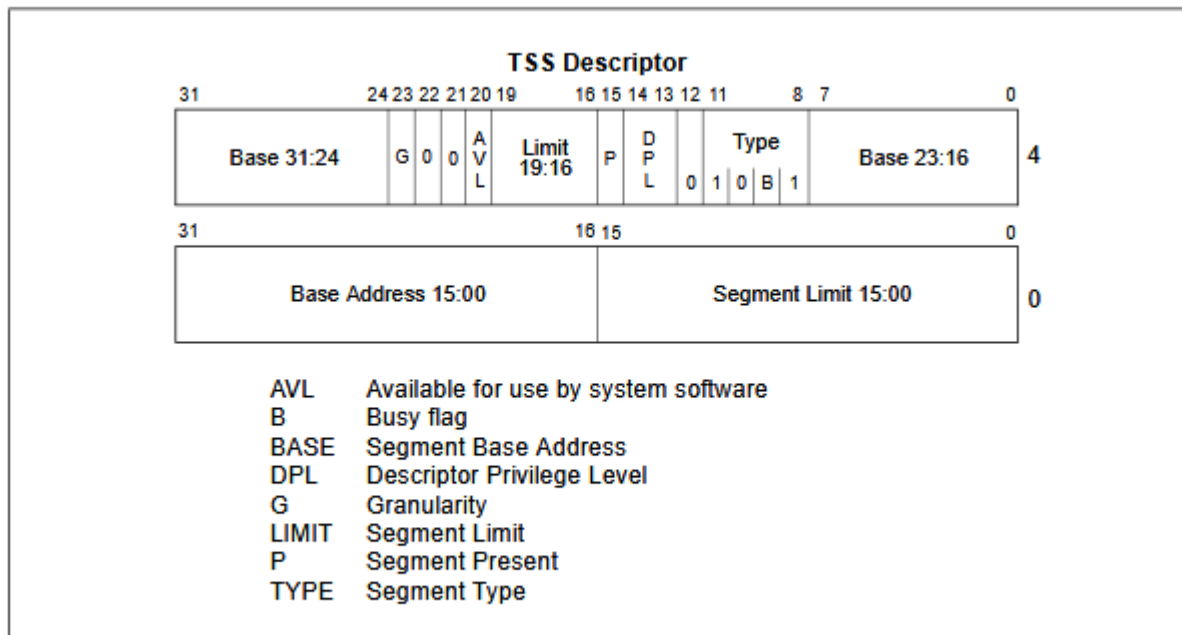 TSS Descriptor
31 24 23 22 21 20 19 16 15 14 13 12 11 8 7 0
Base 31:24 G 0 0 AVL Limit 19:16 P DPL 0 Type 1 0 B 1 Base 23:16 4
31 16 15 0
Base Address 15:00 Segment Limit 15:00 0
AVL Available for use by system software
B Busy flag
BASE Segment Base Address
DPL Descriptor Privilege Level
G Granularity
LIMIT Segment Limit
P Segment Present
TYPE Segment Type